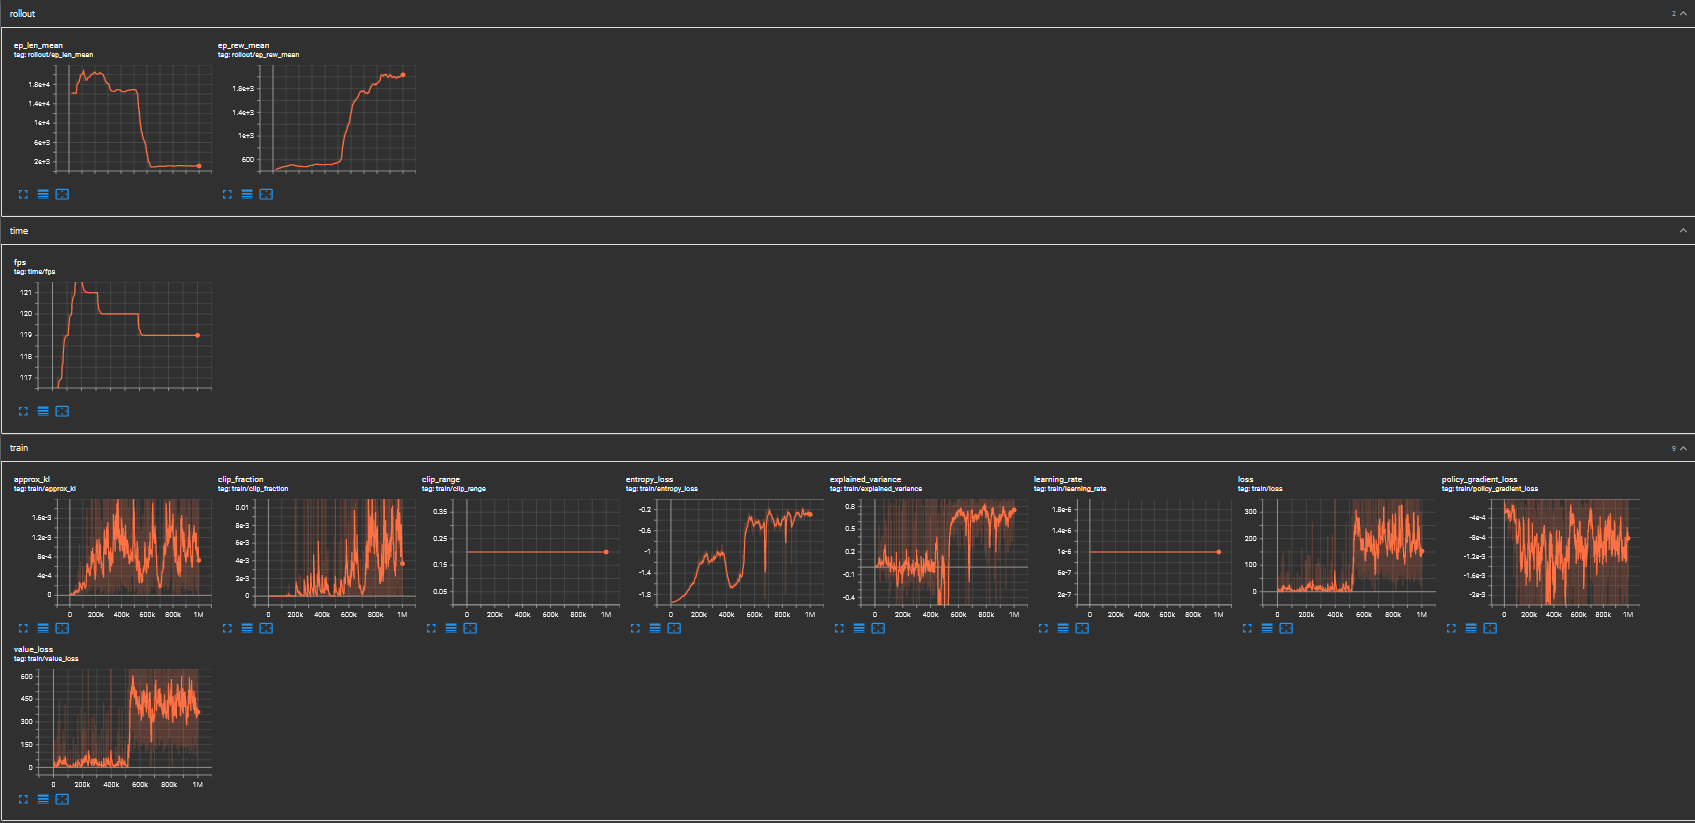 rollout
2
ep_len_mean
tag: rollout/ep_len_mean
1.8e+4
1.4e+4
1e+4
6e+3
2e+3
ep_rew_mean
tag: rollout/ep_rew_mean
1.8e+3
1.4e+3
1e+3
600
time
fps
tag: time/fps
121
120
119
118
117
train
9
approx_kl
tag: train/approx_kl
1.6e-3
1.2e-3
8e-4
4e-4
0
0 200k 400k 600k 800k 1M
clip_fraction
tag: train/clip_fraction
0.01
8e-3
6e-3
4e-3
2e-3
0
0 200k 400k 600k 800k 1M
clip_range
tag: train/clip_range
0.35
0.25
0.15
0.05
0 200k 400k 600k 800k 1M
entropy_loss
tag: train/entropy_loss
-0.2
-0.6
-1
-1.4
-1.8
0 200k 400k 600k 800k 1M
explained_variance
tag: train/explained_variance
0.8
0.5
0.2
-0.1
-0.4
0 200k 400k 600k 800k 1M
learning_rate
tag: train/learning_rate
1.8e-6
1.4e-6
1e-6
6e-7
2e-7
0 200k 400k 600k 800k 1M
loss
tag: train/loss
300
200
100
0
0 200k 400k 600k 800k 1M
policy_gradient_loss
tag: train/policy_gradient_loss
-4e-4
-8e-4
-1.2e-3
-1.6e-3
-2e-3
0 200k 400k 600k 800k 1M
value_loss
tag: train/value_loss
600
450
300
150
0
0 200k 400k 600k 800k 1M